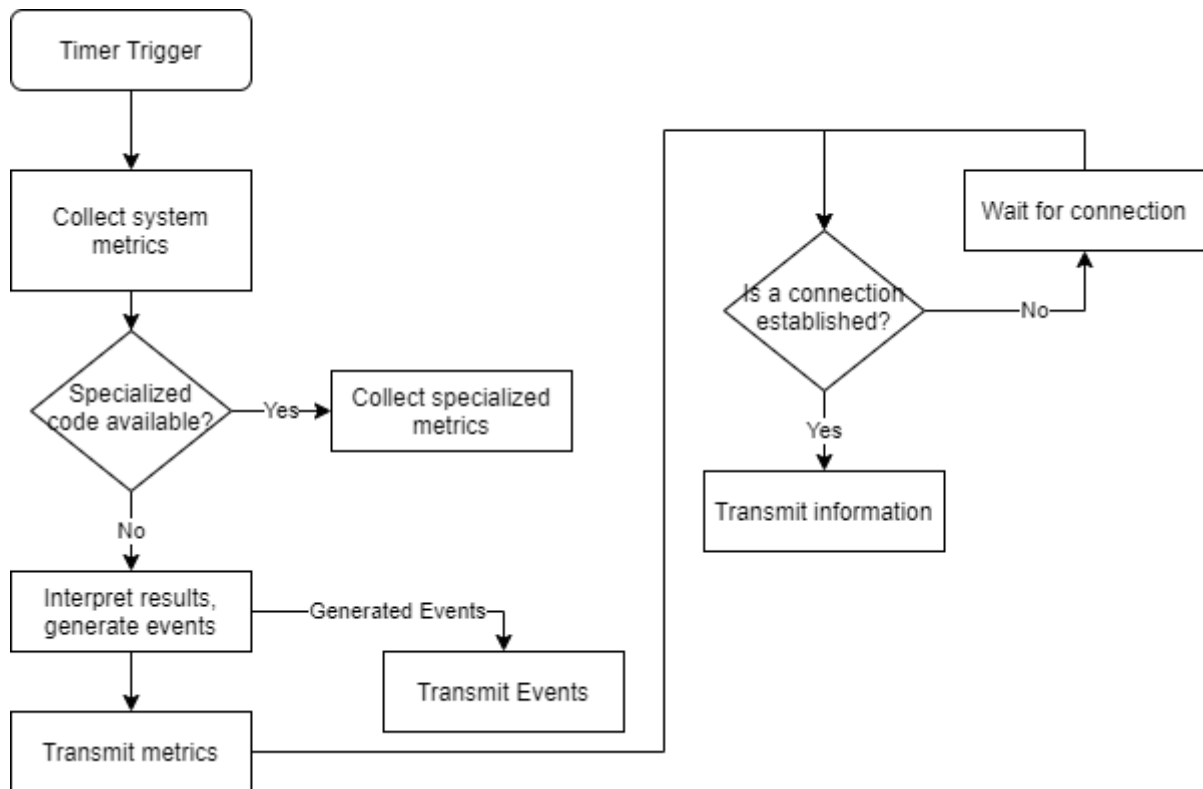 Timer Trigger
Collect system
metrics
Specialized
code available?
Yes
Collect specialized
metrics
No
Interpret results,
generate events
Generated Events
Transmit Events
Transmit metrics
Is a connection
established?
No
Wait for connection
Yes
Transmit information